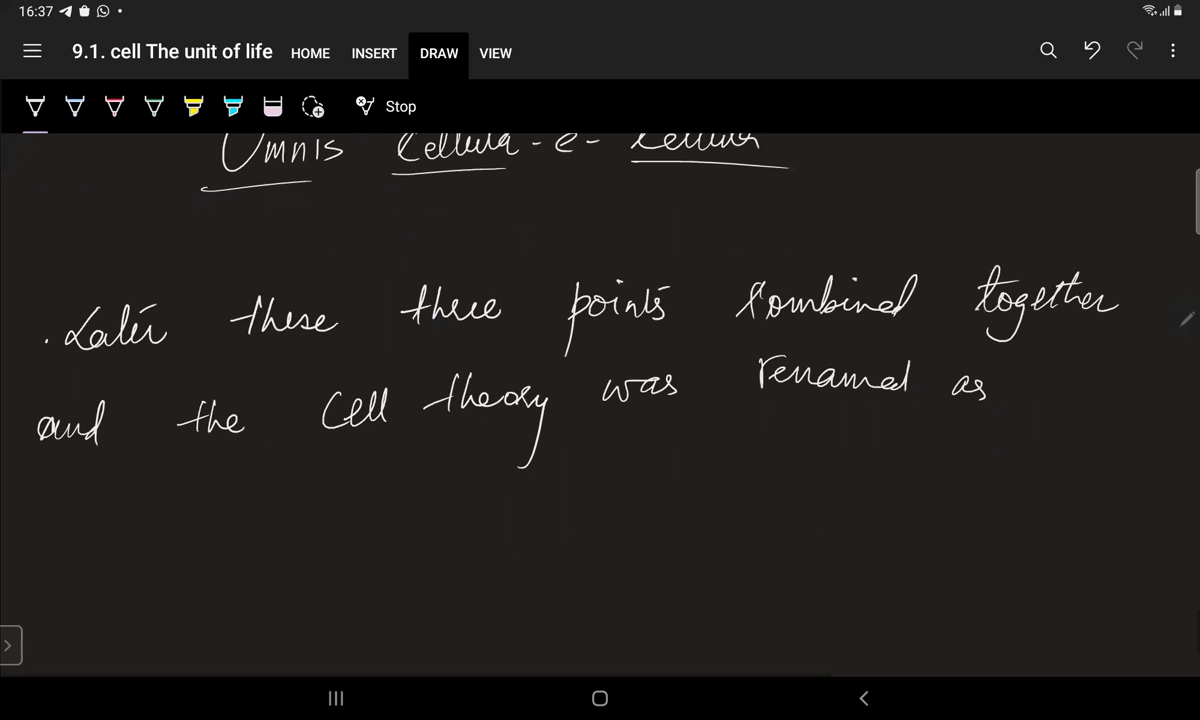 16:37
9.1. cell The unit of life HOME INSERT DRAW VIEW
Stop
Omnis Cellula - e - Cellula
. Later these three points combined together
and the Cell theory was renamed as